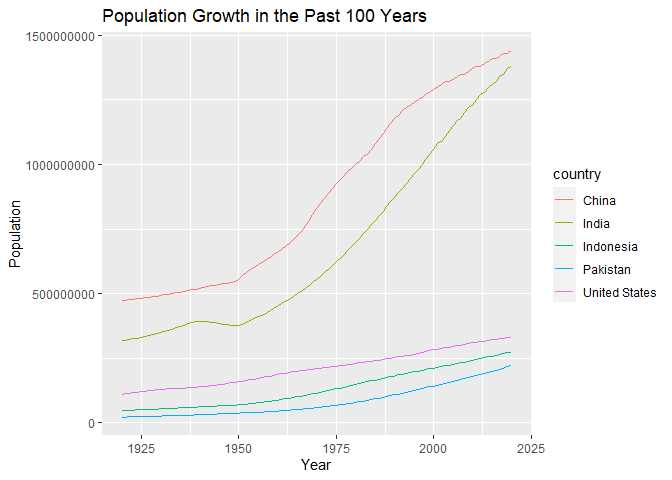 Population Growth in the Past 100 Years
1500000000
1000000000
500000000
0
Population
1925
1950
1975
2000
2025
Year
country
China
India
Indonesia
Pakistan
United States